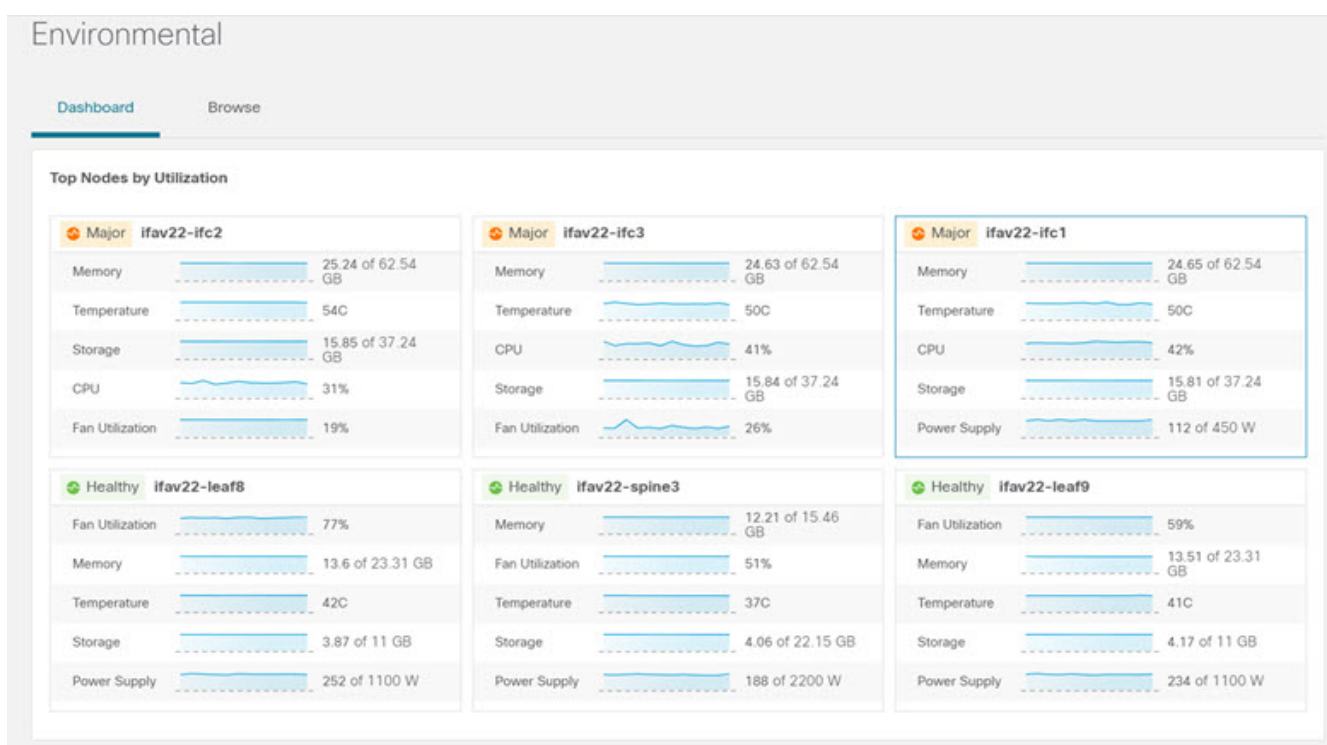 Environmental
Dashboard Browse
Top Nodes by Utilization
Major ifav22-ifc2
Memory 25.24 of 62.54
GB
Temperature 54C
Storage 15.85 of 37.24
GB
CPU 31%
Fan Utilization 19%
Major ifav22-ifc3
Memory 24.63 of 62.54
GB
Temperature 50C
CPU 41%
Storage 15.84 of 37.24
GB
Fan Utilization 26%
Major ifav22-ifc1
Memory 24.65 of 62.54
GB
Temperature 50C
CPU 42%
Storage 15.81 of 37.24
GB
Power Supply 112 of 450 W
Healthy ifav22-leaf8
Fan Utilization 77%
Memory 13.6 of 23.31 GB
Temperature 42C
Storage 3.87 of 11 GB
Power Supply 252 of 1100 W
Healthy ifav22-spine3
Memory 12.21 of 15.46
GB
Fan Utilization 51%
Temperature 37C
Storage 4.06 of 22.15 GB
Power Supply 188 of 2200 W
Healthy ifav22-leaf9
Fan Utilization 59%
Memory 13.51 of 23.31
GB
Temperature 41C
Storage 4.17 of 11 GB
Power Supply 234 of 1100 W